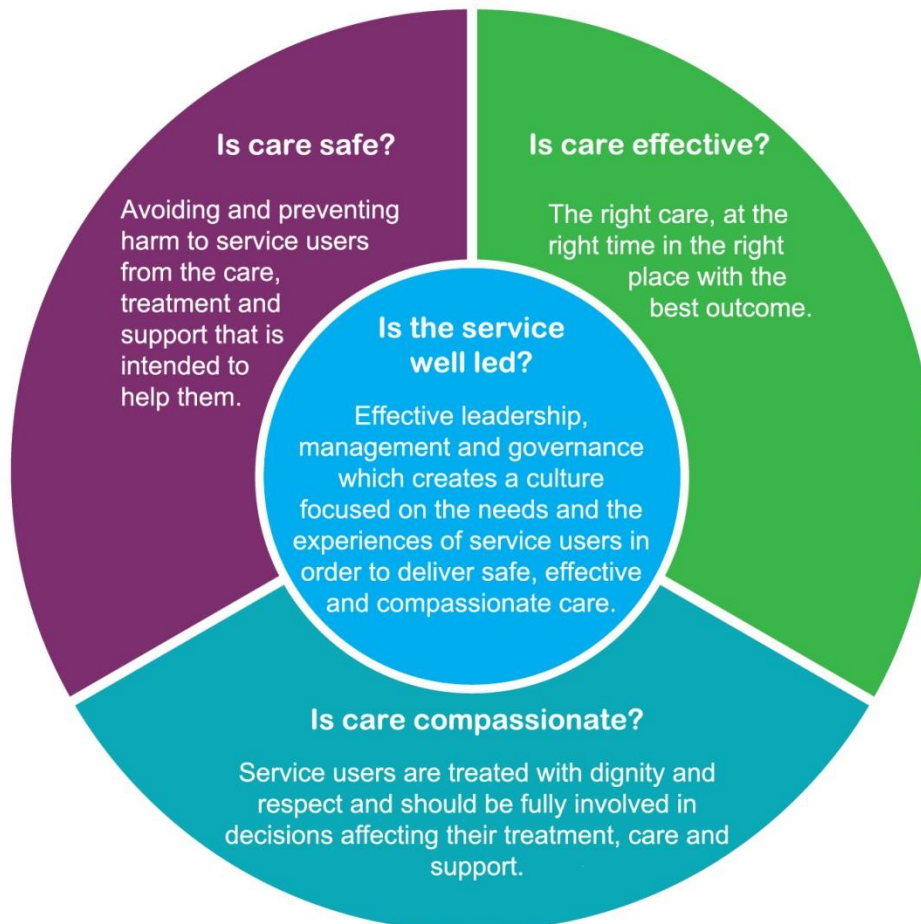 Is care safe?
Avoiding and preventing
harm to service users
from the care,
treatment and
support that is
intended to
help them.
Is care effective?
The right care, at the
right time in the right
place with the
best outcome.
Is the service
well led?
Effective leadership,
management and governance
which creates a culture
focused on the needs and the
experiences of service users in
order to deliver safe, effective
and compassionate care.
Is care compassionate?
Service users are treated with dignity and
respect and should be fully involved in
decisions affecting their treatment, care and
support.